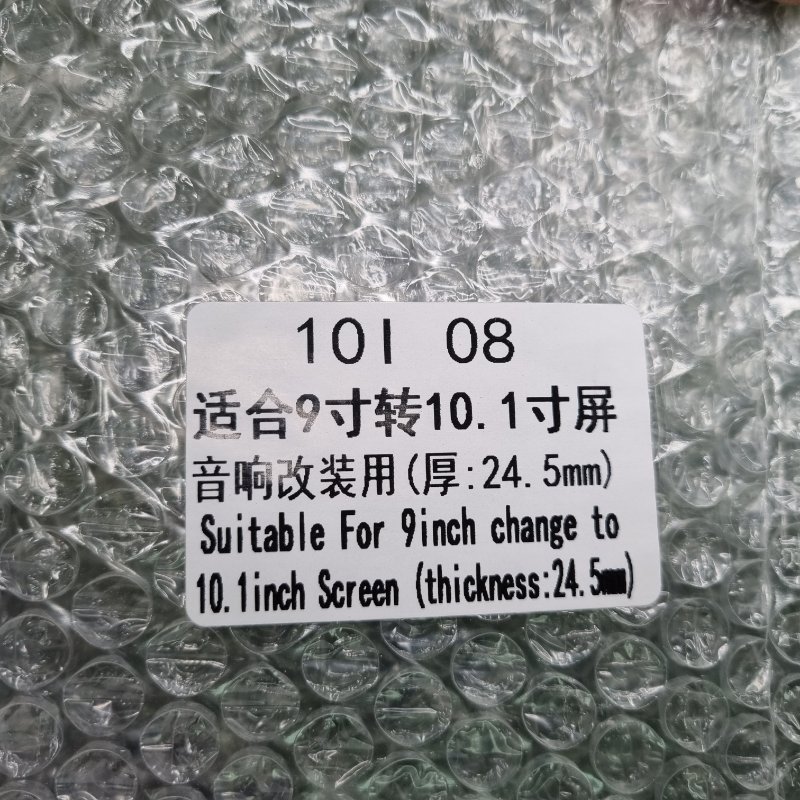 10I 08
适合9寸转10.1寸屏
音响改装用(厚:24.5mm)
Suitable For 9inch change to
10.1inch Screen (thickness:24.5mm)